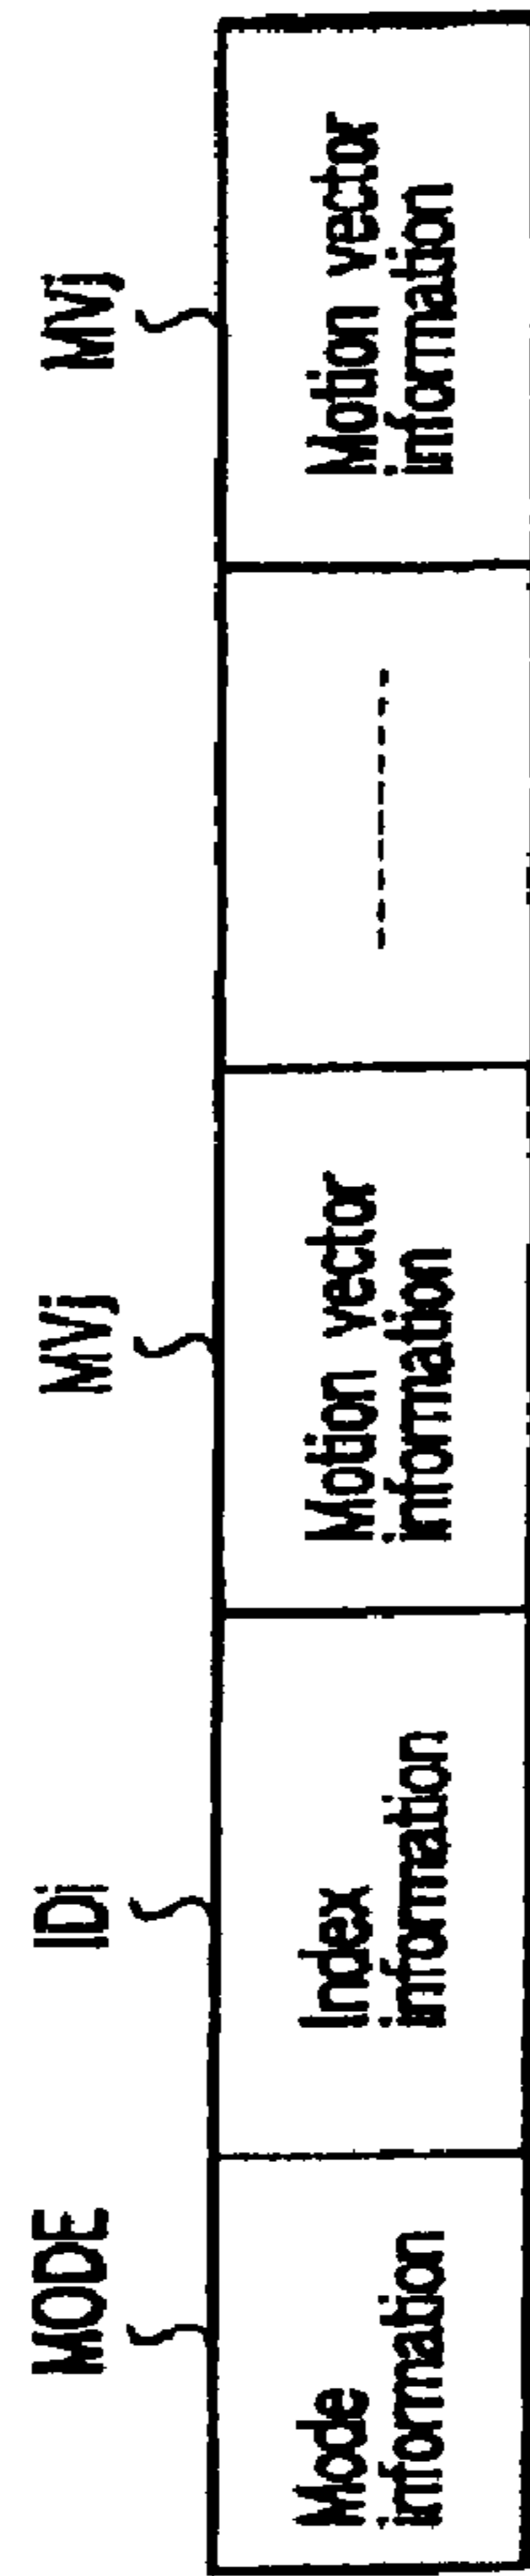 MODE
IDi
MVj
MVj
Mode
information
Index
information
Motion vector
information
Motion vector
information